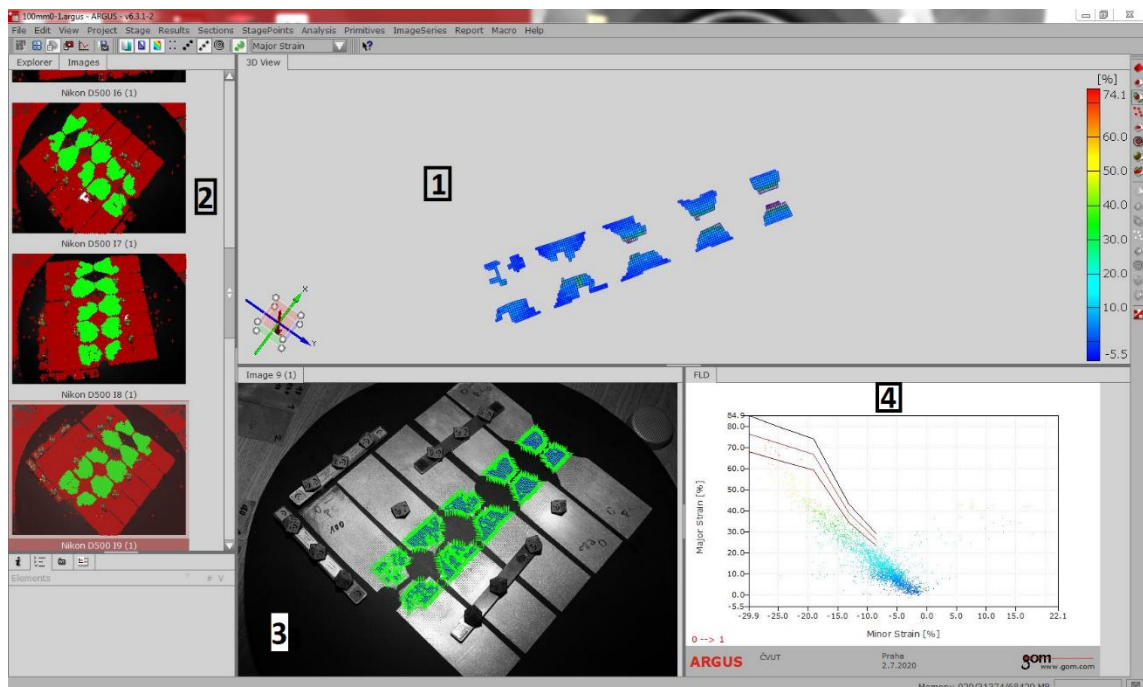 100mm0-1.argus - ARGUS - v6.3.1-2
File Edit View Project Stage Results Sections StagePoints Analysis Primitives ImageSeries Report Macro Help
Major Strain
Explorer Images
3D View
Nikon D500 I6 (1)
2
Nikon D500 I7 (1)
Nikon D500 I8 (1)
Nikon D500 I9 (1)
Elements
# V
1
[%]
74.1
60.0
50.0
40.0
30.0
20.0
10.0
-5.5
X
Y
Image 9 (1)
3
FLD
4
84.9
80.0
70.0
60.0
50.0
40.0
30.0
20.0
10.0
0.0
-5.5
Major Strain [%]
-29.9 -25.0 -20.0 -15.0 -10.0 -5.0 0.0 5.0 10.0 15.0 22.1
Minor Strain [%]
0 --> 1
ARGUS
ČVUT
Praha
2.7.2020
gom
www.gom.com